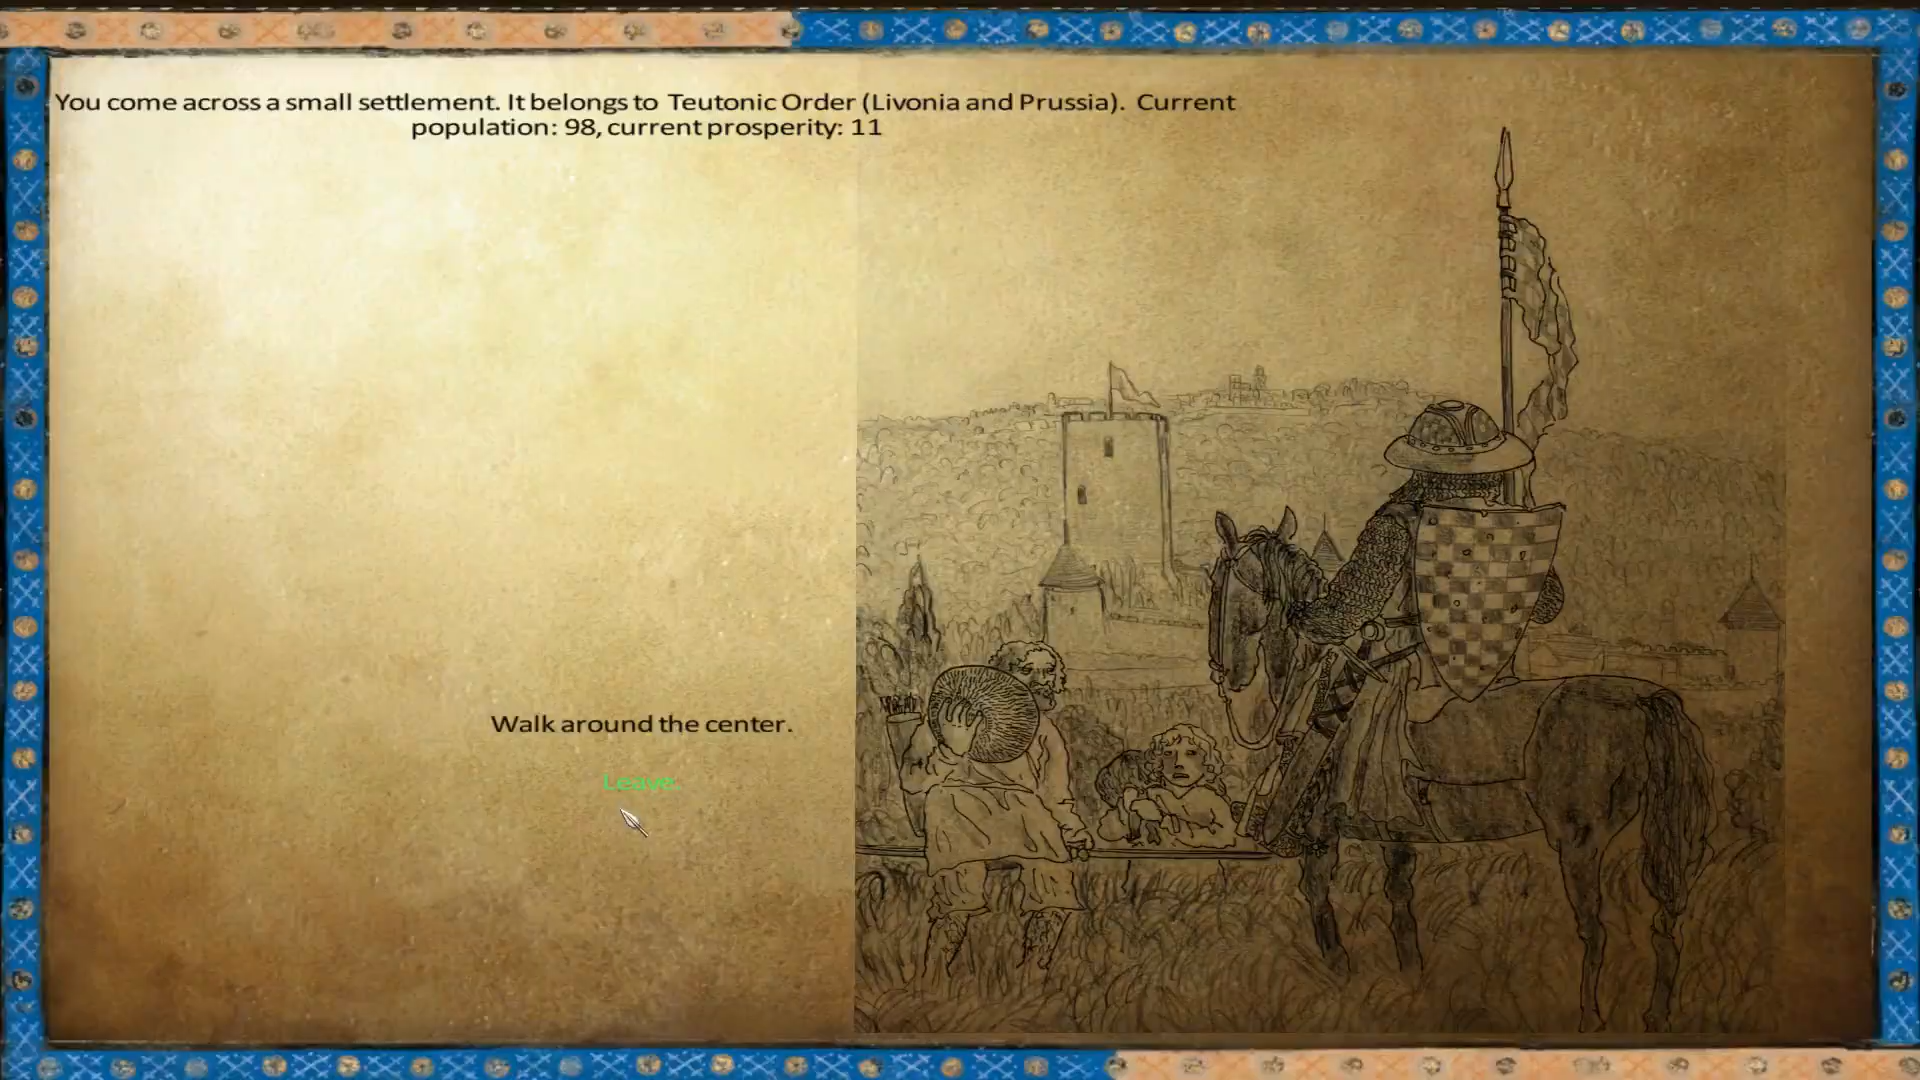 You come across a small settlement. It belongs to Teutonic Order (Livonia and Prussia). Current
population: 98, current prosperity: 11
Walk around the center.
Leave.